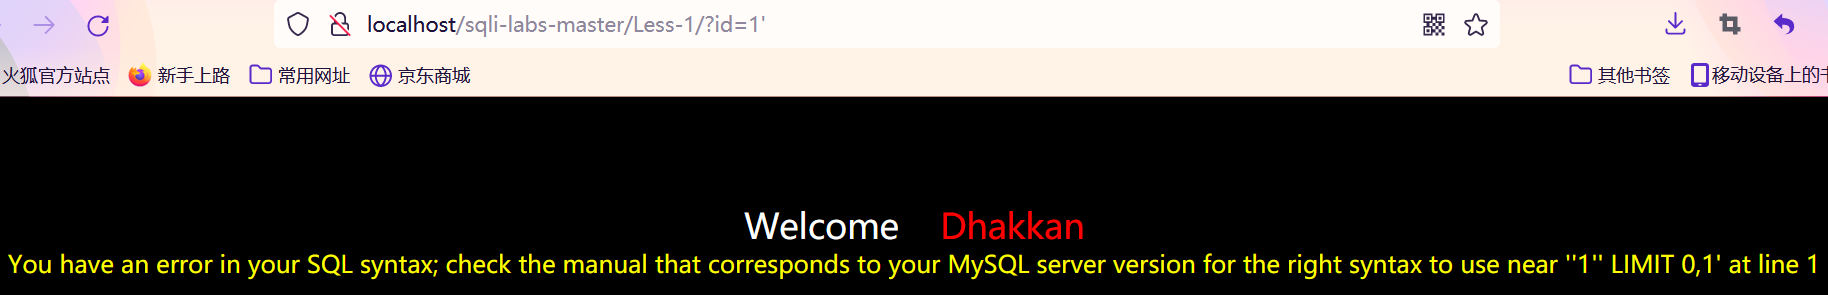 localhost/sqli-labs-master/Less-1/?id=1'
火狐官方站点 新手上路 常用网址 京东商城 其他书签 移动设备上的
Welcome Dhakkan
You have an error in your SQL syntax; check the manual that corresponds to your MySQL server version for the right syntax to use near ''1'' LIMIT 0,1' at line 1